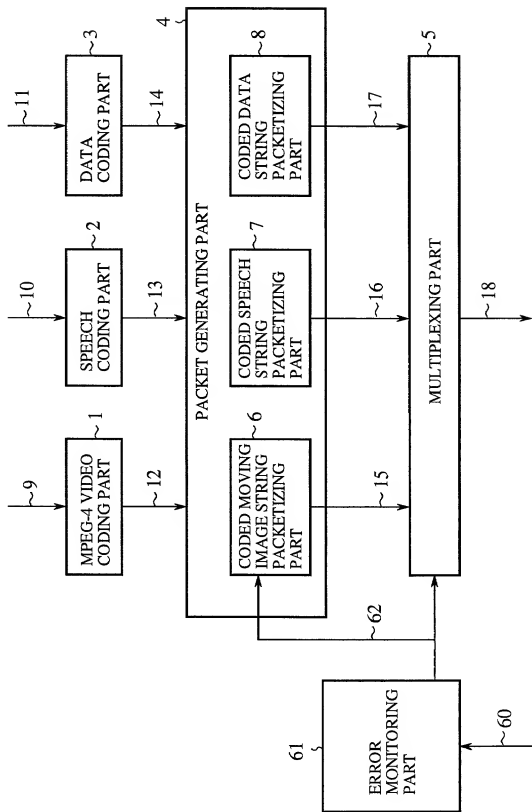 9
10
11
MPEG-4 VIDEO
CODING PART
1
SPEECH
CODING PART
2
DATA
CODING PART
3
12
13
14
4
PACKET GENERATING PART
CODED MOVING
IMAGE STRING
PACKETIZING
PART
6
CODED SPEECH
STRING
PACKETIZING
PART
7
CODED DATA
STRING
PACKETIZING
PART
8
15
16
17
MULTIPLEXING PART
5
18
61
ERROR
MONITORING
PART
62
60